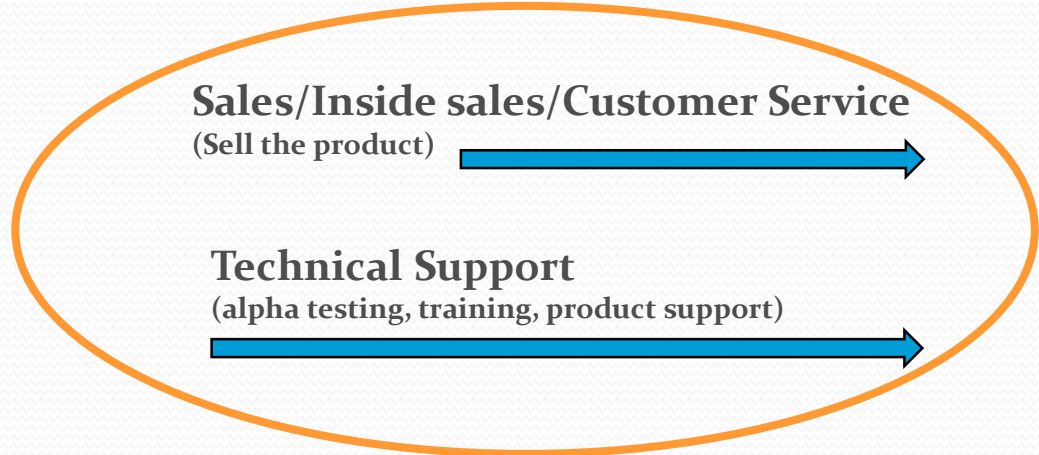 Sales/Inside sales/Customer Service
(Sell the product)
Technical Support
(alpha testing, training, product support)